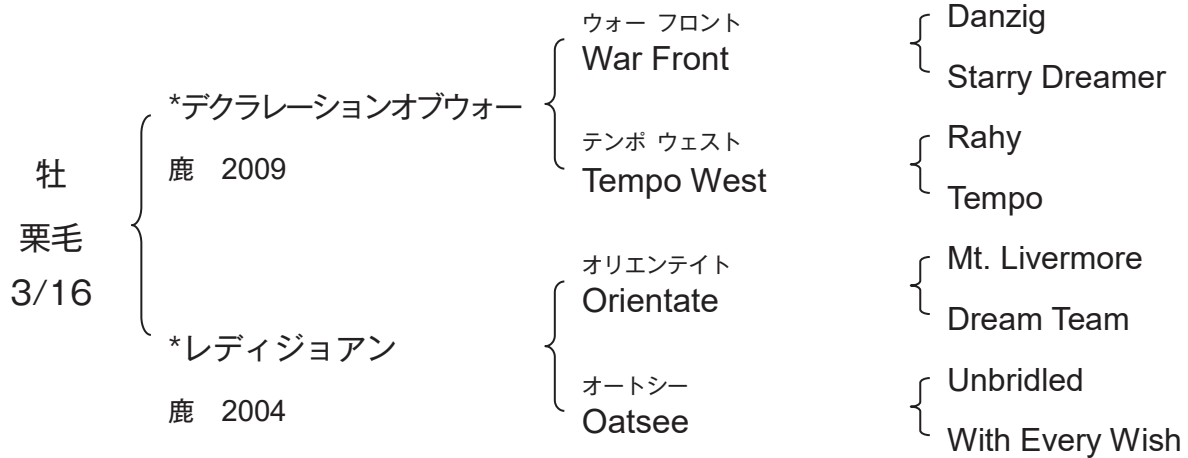 牡
栗毛
3/16
*デクラレーションオブウォー
鹿 2009
*レディジョアン
鹿 2004
ウォー フロント
War Front
テンポ ウェスト
Tempo West
オリエンテイト
Orientate
オートシー
Oatsee
Danzig
Starry Dreamer
Rahy
Tempo
Mt. Livermore
Dream Team
Unbridled
With Every Wish